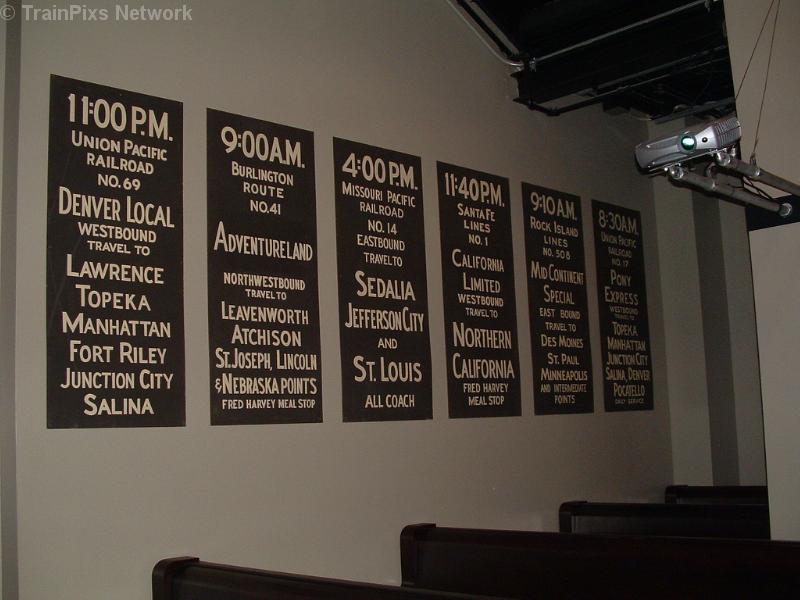 © TrainPixs Network
11:00 P.M.
UNION PACIFIC
RAILROAD
NO. 69
DENVER LOCAL
WESTBOUND
TRAVEL TO
LAWRENCE
TOPEKA
MANHATTAN
FORT RILEY
JUNCTION CITY
SALINA
9:00 A.M.
BURLINGTON
ROUTE
NO. 41
ADVENTURELAND
NORTHWESTBOUND
TRAVEL TO
LEAVENWORTH
ATCHISON
ST. JOSEPH, LINCOLN
& NEBRASKA POINTS
FRED HARVEY MEAL STOP
4:00 P.M.
MISSOURI PACIFIC
RAILROAD
NO. 14
EASTBOUND
TRAVEL TO
SEDALIA
JEFFERSON CITY
AND
ST. LOUIS
ALL COACH
11:40 P.M.
SANTA FE
LINES
NO. 1
CALIFORNIA
LIMITED
WESTBOUND
TRAVEL TO
NORTHERN
CALIFORNIA
FRED HARVEY
MEAL STOP
9:10 A.M.
ROCK ISLAND
LINES
NO. 508
MID CONTINENT
SPECIAL
EAST BOUND
TRAVEL TO
DES MOINES
ST. PAUL
MINNEAPOLIS
AND INTERMEDIATE
POINTS
8:30 A.M.
UNION PACIFIC
RAILROAD
NO. 17
PONY
EXPRESS
WESTBOUND
TRAVEL TO
TOPEKA
MANHATTAN
JUNCTION CITY
SALINA, DENVER
POCATELLO
DAILY SERVICE